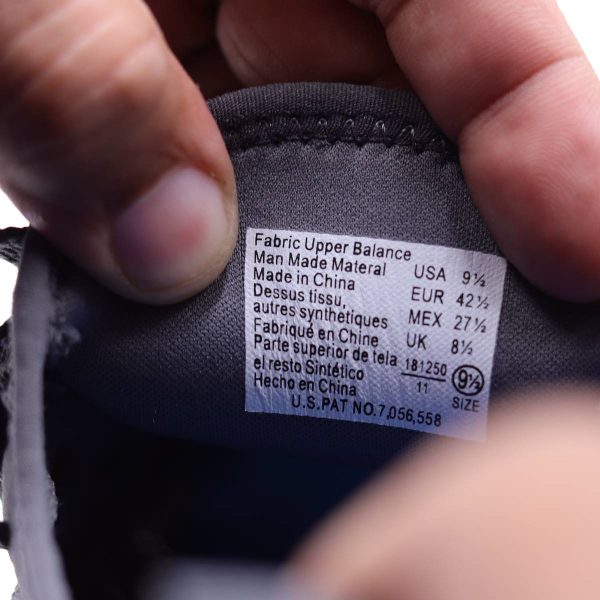 Fabric Upper Balance
Man Made Materal
Made in China
Dessus tissu,
autres synthétiques
Fabriqué en Chine
Parte superior de tela
el resto Sintético
Hecho en China
USA 9½
EUR 42½
MEX 27½
UK 8½
181250
11
9½
SIZE
U.S.PAT NO.7,056,558